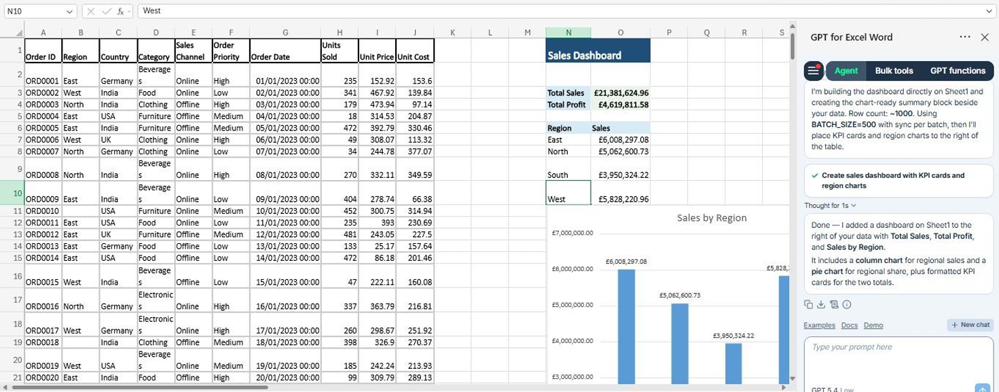 N10 fx West
A B C D E F G H I J K L M N O P Q R S
1 Order ID Region Country Category Sales Channel Order Priority Order Date Units Sold Unit Price Unit Cost Sales Dashboard
2 ORD0001 East Germany Beverages Online High 01/01/2023 00:00 235 152.92 153.6
3 ORD0002 West India Food Online Low 02/01/2023 00:00 341 467.92 139.84 Total Sales £21,381,624.96
4 ORD0003 North India Clothing Offline High 03/01/2023 00:00 179 473.94 97.14 Total Profit £4,619,811.58
5 ORD0004 East USA Furniture Offline Medium 04/01/2023 00:00 18 314.53 204.87
6 ORD0005 East India Furniture Offline Medium 05/01/2023 00:00 472 392.79 330.46 Region Sales
7 ORD0006 West UK Clothing Online High 06/01/2023 00:00 49 308.07 113.32 East £6,008,297.08
8 ORD0007 North Germany Clothing Online Low 07/01/2023 00:00 34 244.78 377.07 North £5,062,600.73
9 ORD0008 North India Beverages Online High 08/01/2023 00:00 270 332.11 349.59 South £3,950,324.22
10 ORD0009 East India Beverages Online Low 09/01/2023 00:00 404 278.74 66.38 West £5,828,220.96
11 ORD0010 USA Furniture Online Medium 10/01/2023 00:00 452 300.75 314.94
12 ORD0011 East USA Food Online Low 11/01/2023 00:00 235 393 230.69
13 ORD0012 East UK Furniture Offline Medium 12/01/2023 00:00 481 243.05 227.5
14 ORD0013 East Germany Food Offline Low 13/01/2023 00:00 133 25.17 157.64
15 ORD0014 East USA Food Offline Low 14/01/2023 00:00 472 86.18 201.46
16 ORD0015 West India Beverages Offline Low 15/01/2023 00:00 47 222.11 160.08
17 ORD0016 North Germany Electronics Online High 16/01/2023 00:00 337 363.79 216.81
18 ORD0017 West Germany Electronics Online High 17/01/2023 00:00 260 298.67 251.92
19 ORD0018 India Clothing Offline Medium 18/01/2023 00:00 398 326.9 270.37
20 ORD0019 West USA Beverages Online Medium 19/01/2023 00:00 185 242.24 213.93
21 ORD0020 East India Food Offline High 20/01/2023 00:00 99 309.79 289.13
Sales by Region
£7,000,000.00
£6,000,000.00
£5,000,000.00
£4,000,000.00
£3,000,000.00
£6,008,297.08
£5,062,600.73
£3,950,324.22
£5,828,
GPT for Excel Word
Agent Bulk tools GPT functions
I'm building the dashboard directly on Sheet1 and
creating the chart-ready summary block beside
your data. Row count: ~1000. Using
BATCH_SIZE=500 with sync per batch, then I'll
place KPI cards and region charts to the right of
the table.
Create sales dashboard with KPI cards and
region charts
Thought for 1s
Done — I added a dashboard on Sheet1 to the
right of your data with Total Sales, Total Profit,
and Sales by Region.
It includes a column chart for regional sales and a
pie chart for regional share, plus formatted KPI
cards for the two totals.
Examples Docs Demo + New chat
Type your prompt here
GPT 5.4 Low